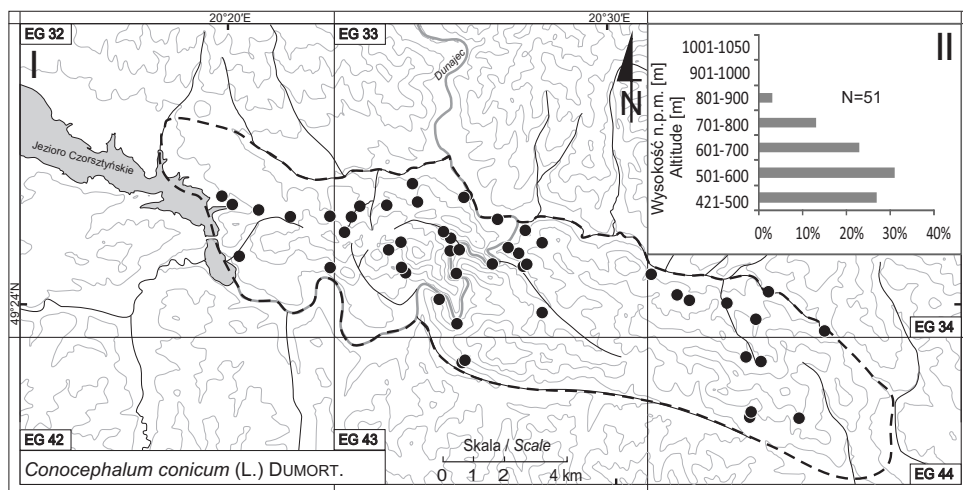 20°20'E
20°30'E
EG 32
EG 33
I
II
Dunajec
N
Jezioro Czorsztyńskie
Wysokość n.p.m. [m]
Altitude [m]
1001-1050
901-1000
801-900
701-800
601-700
501-600
421-500
N=51
0% 10% 20% 30% 40%
49°24'N
EG 34
EG 42
EG 43
EG 44
Skala / Scale
0 1 2 4 km
Conocephalum conicum (L.) DUMORT.